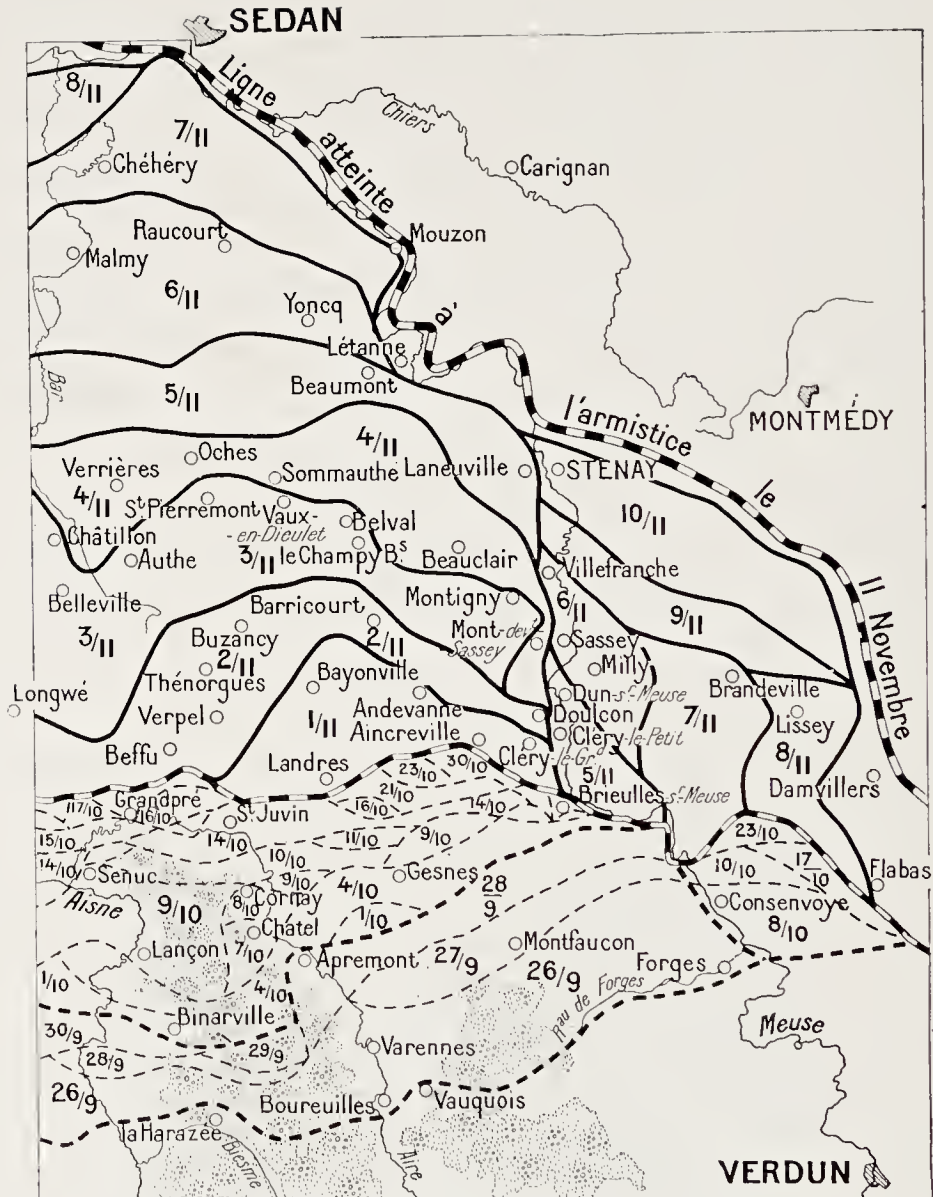 SEDAN
Ligne
atteinte
à
l'armistice
le
11 Novembre
8/11
7/11
Chiers
Chéhéry
Carignan
Raucourt
Mouzon
Malmy
6/11
Yoncq
Létanne
Bar
Beaumont
5/11
MONTMÉDY
4/11
Oches
Verrières
Sommauthe
Laneuville
STENAY
4/11
St Pierremont
Vaux-
-en-Dieulet
10/11
Châtillon
Belval
3/11
le Champy Bs.
Beauclair
Authe
Villefranche
Belleville
Montigny
6/11
9/11
3/11
Barricourt
Buzancy
2/11
2/11
Mont-devt-
Sassey
Sassey
Milly
Thénorgues
Bayonville
Brandeville
Longwé
Dun-sr-Meuse
7/11
Verpel
1/11
Andevanne
Doulcon
Lissey
Aincreville
Cléry-le-Petit
Beffu
Cléry-le-Grd
8/11
Landres
30/10
5/11
Damvillers
23/10
Brieulles-sr-Meuse
21/10
17/10
Grandpré
16/10
16/10
14/10
St Juvin
15/10
14/10
11/10
9/10
23/10
14/10
10/10
17/10
Senuc
9/10
Gesnes
28/9
10/10
Flabas
Aisne
9/10
8/10
Cornay
4/10
Consenvoye
1/10
8/10
Châtel
Lançon
7/10
Montfaucon
Apremont
27/9
26/9
Forges
1/10
4/10
Rau de Forges
Binarville
Meuse
30/9
29/9
Varennes
28/9
26/9
Boureuilles
Vauquois
la Harazée
Biesme
Aire
VERDUN